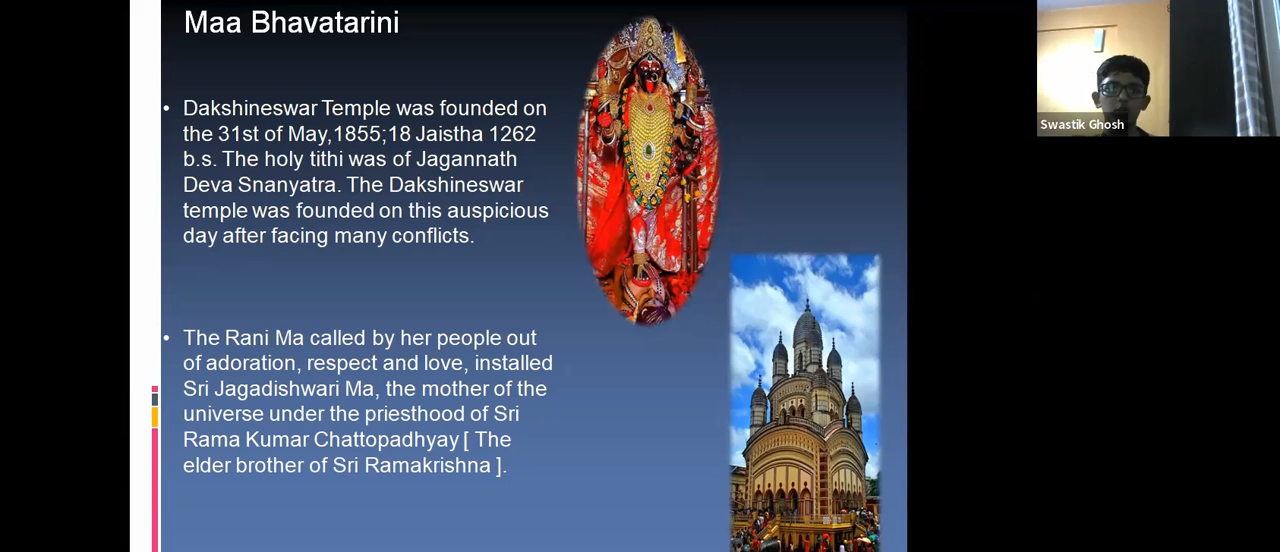 Maa Bhavatarini
• Dakshineswar Temple was founded on
the 31st of May,1855;18 Jaistha 1262
b.s. The holy tithi was of Jagannath
Deva Snanyatra. The Dakshineswar
temple was founded on this auspicious
day after facing many conflicts.
• The Rani Ma called by her people out
of adoration, respect and love, installed
Sri Jagadishwari Ma, the mother of the
universe under the priesthood of Sri
Rama Kumar Chattopadhyay [ The
elder brother of Sri Ramakrishna ].
Swastik Ghosh